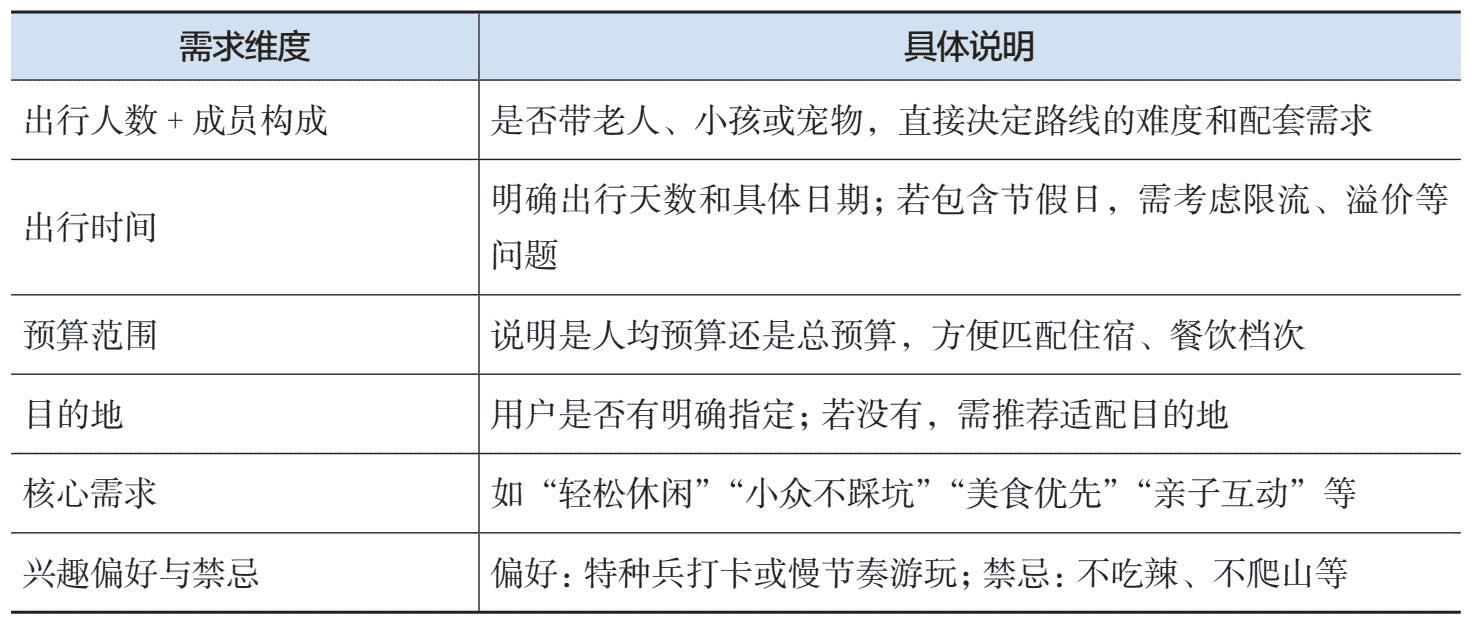 需求维度 具体说明
出行人数 + 成员构成 是否带老人、小孩或宠物，直接决定路线的难度和配套需求
出行时间 明确出行天数和具体日期；若包含节假日，需考虑限流、溢价等
问题
预算范围 说明是人均预算还是总预算，方便匹配住宿、餐饮档次
目的地 用户是否有明确指定；若没有，需推荐适配目的地
核心需求 如“轻松休闲”“小众不踩坑”“美食优先”“亲子互动”等
兴趣偏好与禁忌 偏好：特种兵打卡或慢节奏游玩；禁忌：不吃辣、不爬山等